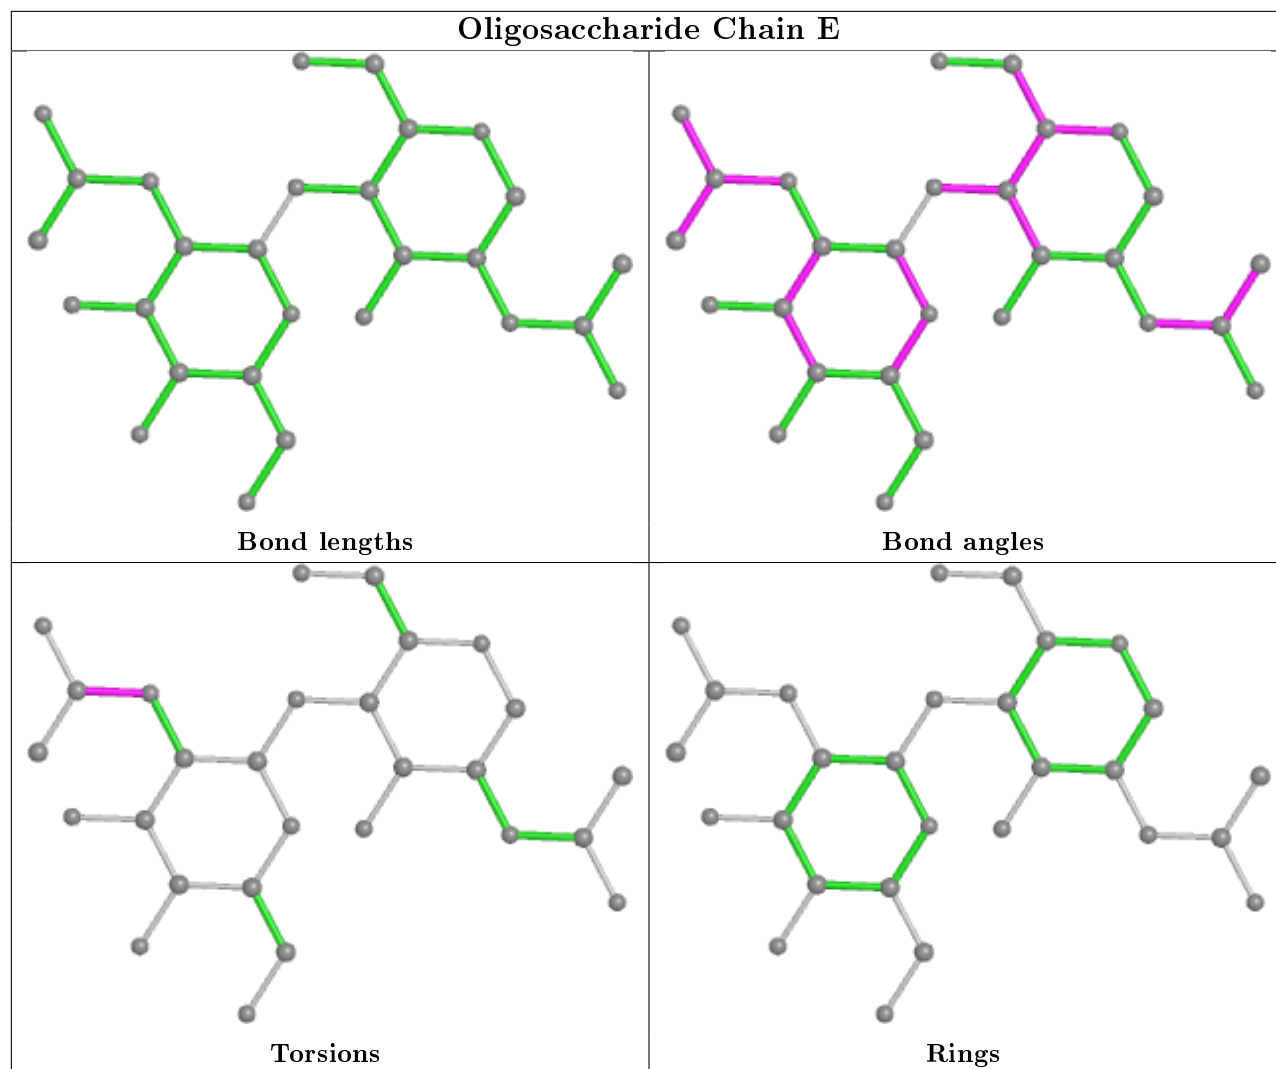 Oligosaccharide Chain E
Bond lengths
Bond angles
Torsions
Rings